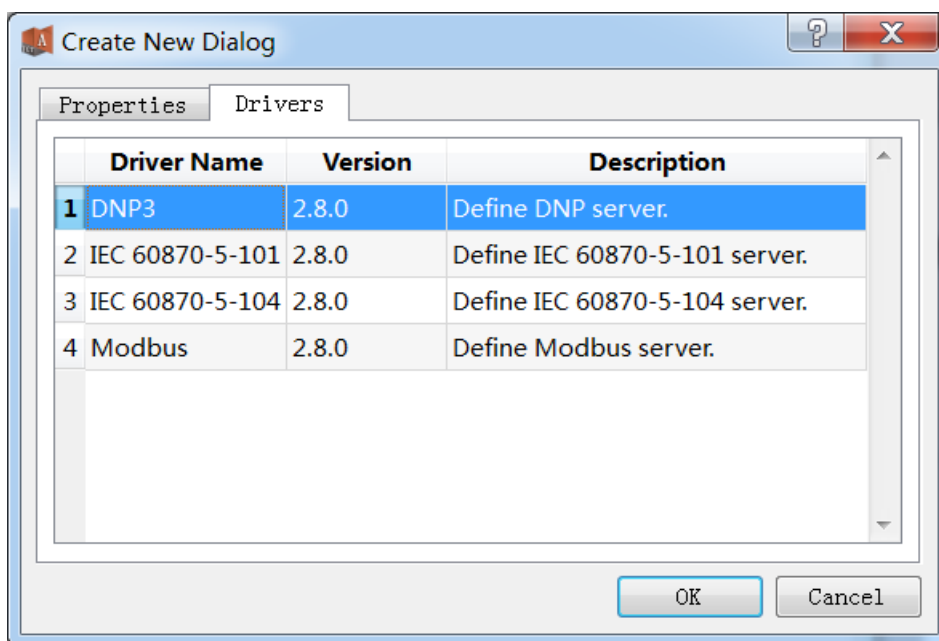 Create New Dialog
Properties Drivers
Driver Name Version Description
1 DNP3 2.8.0 Define DNP server.
2 IEC 60870-5-101 2.8.0 Define IEC 60870-5-101 server.
3 IEC 60870-5-104 2.8.0 Define IEC 60870-5-104 server.
4 Modbus 2.8.0 Define Modbus server.
OK Cancel